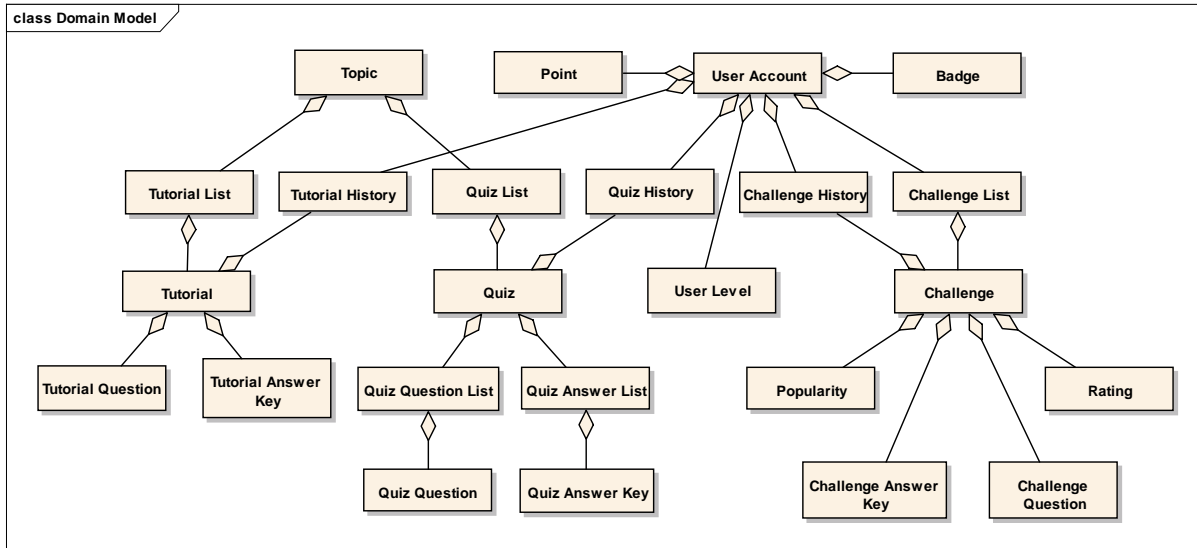 class Domain Model
Topic
Point
User Account
Badge
Tutorial List
Tutorial History
Quiz List
Quiz History
Challenge History
Challenge List
Tutorial
Quiz
User Level
Challenge
Tutorial Question
Tutorial Answer
Key
Quiz Question List
Quiz Answer List
Popularity
Rating
Quiz Question
Quiz Answer Key
Challenge Answer
Key
Challenge
Question